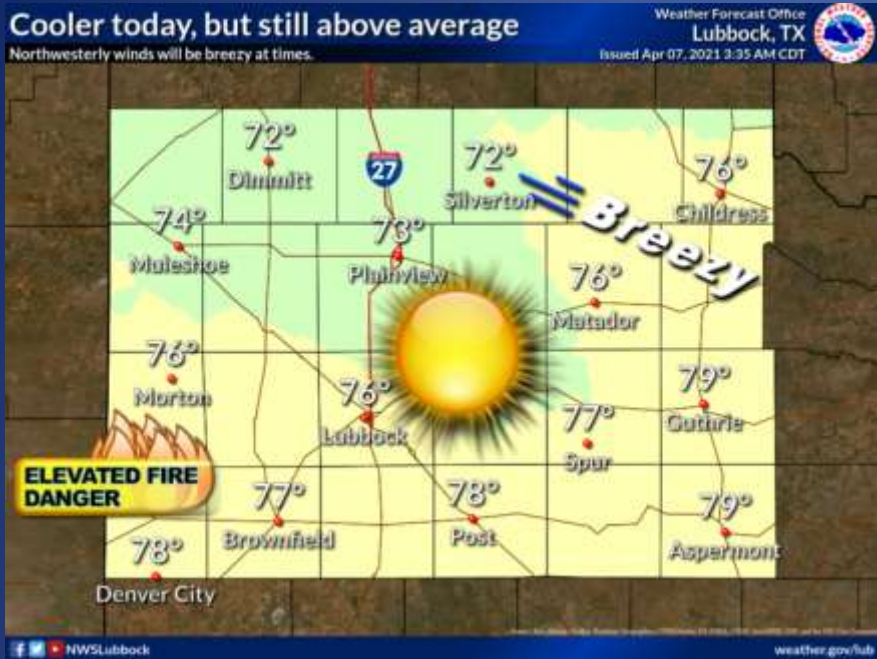 Cooler today, but still above average
Northwesterly winds will be breezy at times.
Weather Forecast Office
Lubbock, TX
Issued Apr 07, 2021 3:35 AM CDT
72°
Dimmitt
27
72°
Silverton
76°
Childress
Breezy
74°
Muleshoe
73°
Plainview
76°
Matador
76°
Morton
76°
Lubbock
79°
Guthrie
77°
Spur
ELEVATED FIRE
DANGER
77°
Brownfield
78°
Post
79°
Aspermont
78°
Denver City
NWSLubbock
weather.gov/lub